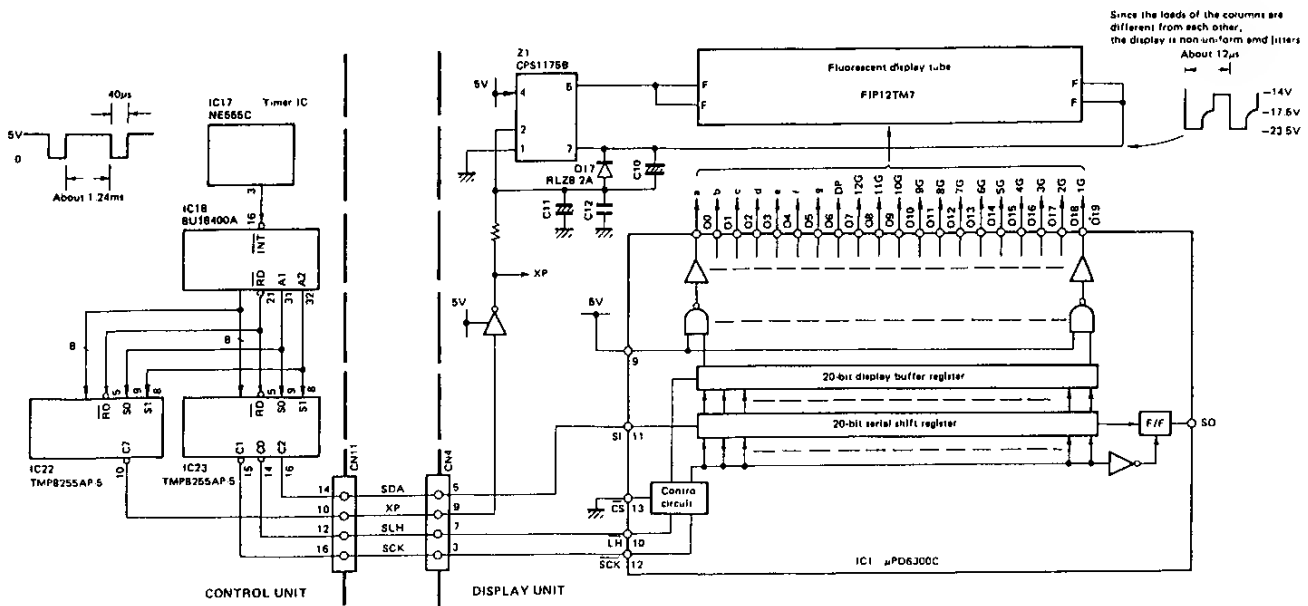 Since the loads of the columns are
different from each other,
the display is non-uniform amd jitters
About 12µs
-14V
-17.5V
-23.5V
Z1
CPS1175B
5V
4
2
1
6
7
Fluorescent display tube
FIP12TM7
F
F
F
F
40µs
5V
0
About 1.24ms
IC17 Timer IC
NE555C
3
D17
RLZ8 2A
C10
C11
C12
a
b
c
d
e
f
g
DP
12G
11G
10G
9G
8G
7G
6G
5G
4G
3G
2G
1G
O0
O1
O2
O3
O4
O5
O6
O7
O8
O9
O10
O11
O12
O13
O14
O15
O16
O17
O18
O19
IC18
BU18400A
16
INT
RD
A1
A2
21
31
32
8
8
XP
5V
5V
9
RD
S0
S1
5
9
8
RD
S0
S1
5
9
8
20-bit display buffer register
20-bit serial shift register
F/F
SO
SI
11
C7
10
IC22
TMP8255AP-5
C1
C0
C2
15
14
16
IC23
TMP8255AP-5
CN11
CN4
14
SDA
5
10
XP
9
12
SLH
7
16
SCK
3
CS
13
Contro
circuit
LH
10
SCK
12
IC1 µPD6300C
CONTROL UNIT
DISPLAY UNIT